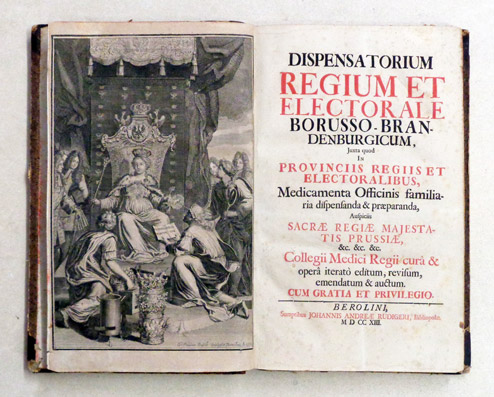 DISPENSATORIUM
REGIUM ET
ELECTORALE
BORUSSO-BRAN-
DENBURGICUM,
Juxta quod
IN
PROVINCIIS REGIIS ET
ELECTORALIBUS,
Medicamenta Officinis familia-
ria dispensanda & præparanda,
Auspiciis
SACRÆ REGIÆ MAJESTA-
TIS PRUSSIÆ,
&c. &c. &c.
Collegii Medici Regii curâ &
operâ iteratò editum, revisum,
emendatum & auctum.
CUM GRATIA ET PRIVILEGIO.
BEROLINI,
Sumptibus JOHANNIS ANDREÆ RÜDIGERI, Bibliopolæ.
M D CC XIII.